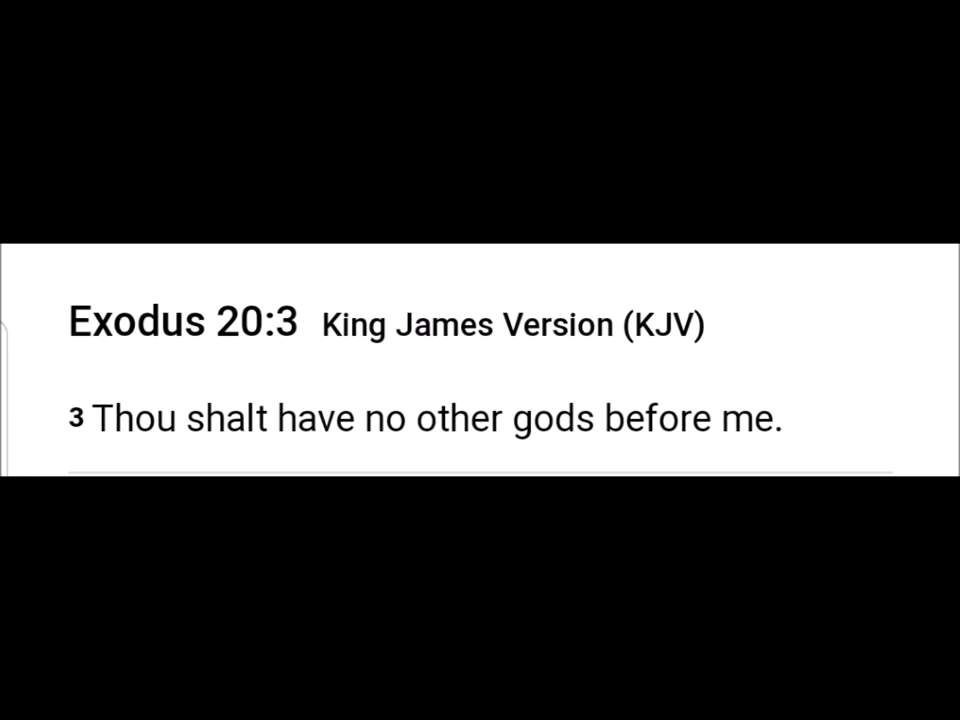 Exodus 20:3 King James Version (KJV)
3 Thou shalt have no other gods before me.